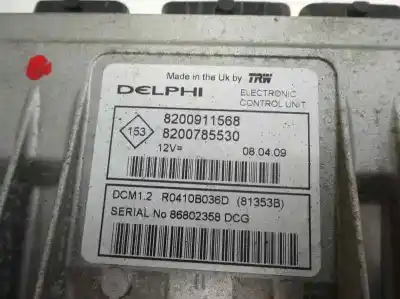 Made in the Uk by TRW
DELPHI
ELECTRONIC
CONTROL UNIT
153
8200911568
8200785530
12V=
08.04.09
DCM1.2 R0410B036D (81353B)
SERIAL No 86802358 DCG